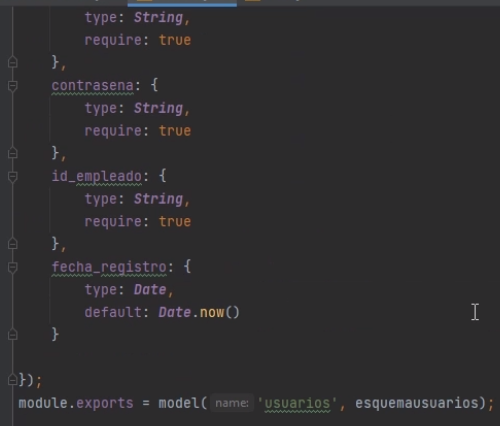 type: String,
require: true
},
contrasena: {
type: String,
require: true
},
id_empleado: {
type: String,
require: true
},
fecha_registro: {
type: Date,
default: Date.now()
}
});
module.exports = model( name: 'usuarios', esquemausuarios);